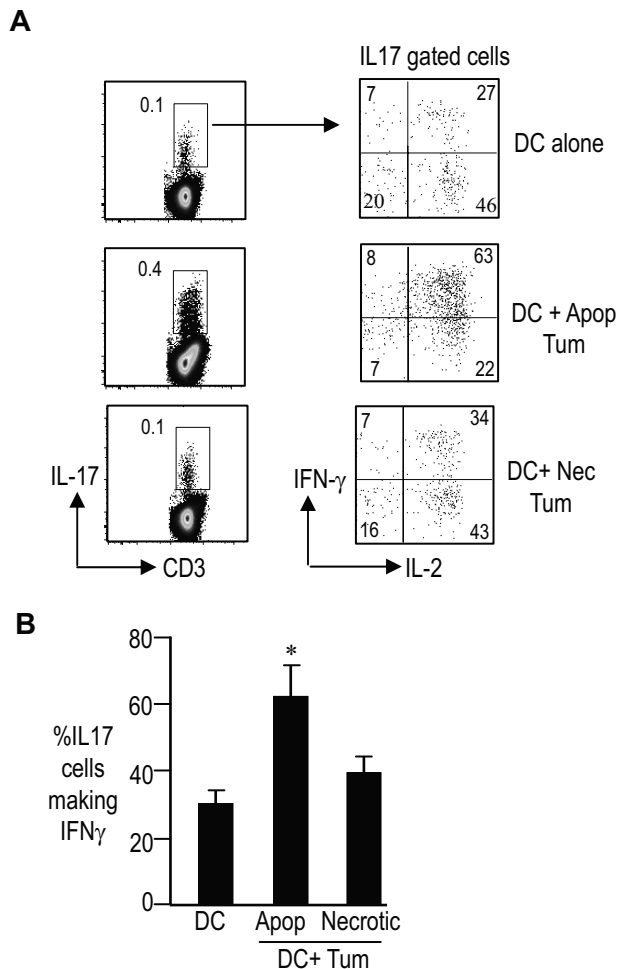 A
IL17 gated cells
0.1
7 27
20 46
DC alone
0.4
8 63
7 22
DC + Apop
Tum
0.1
7 34
16 43
DC+ Nec
Tum
IL-17
CD3
IFN-γ
IL-2
B
%IL17
cells
making
IFNγ
80
60
40
20
0
*
DC Apop Necrotic
DC+ Tum